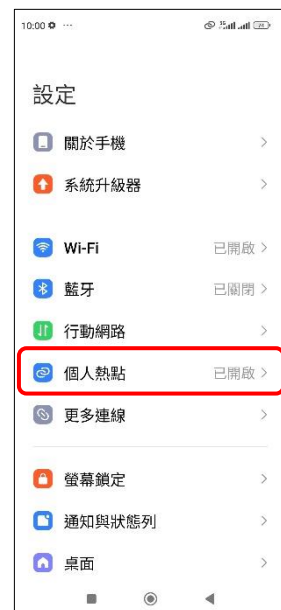 10:00
設定
關於手機
系統升級器
Wi-Fi 已開啟
藍牙 已關閉
行動網路
個人熱點 已開啟
更多連線
螢幕鎖定
通知與狀態列
桌面